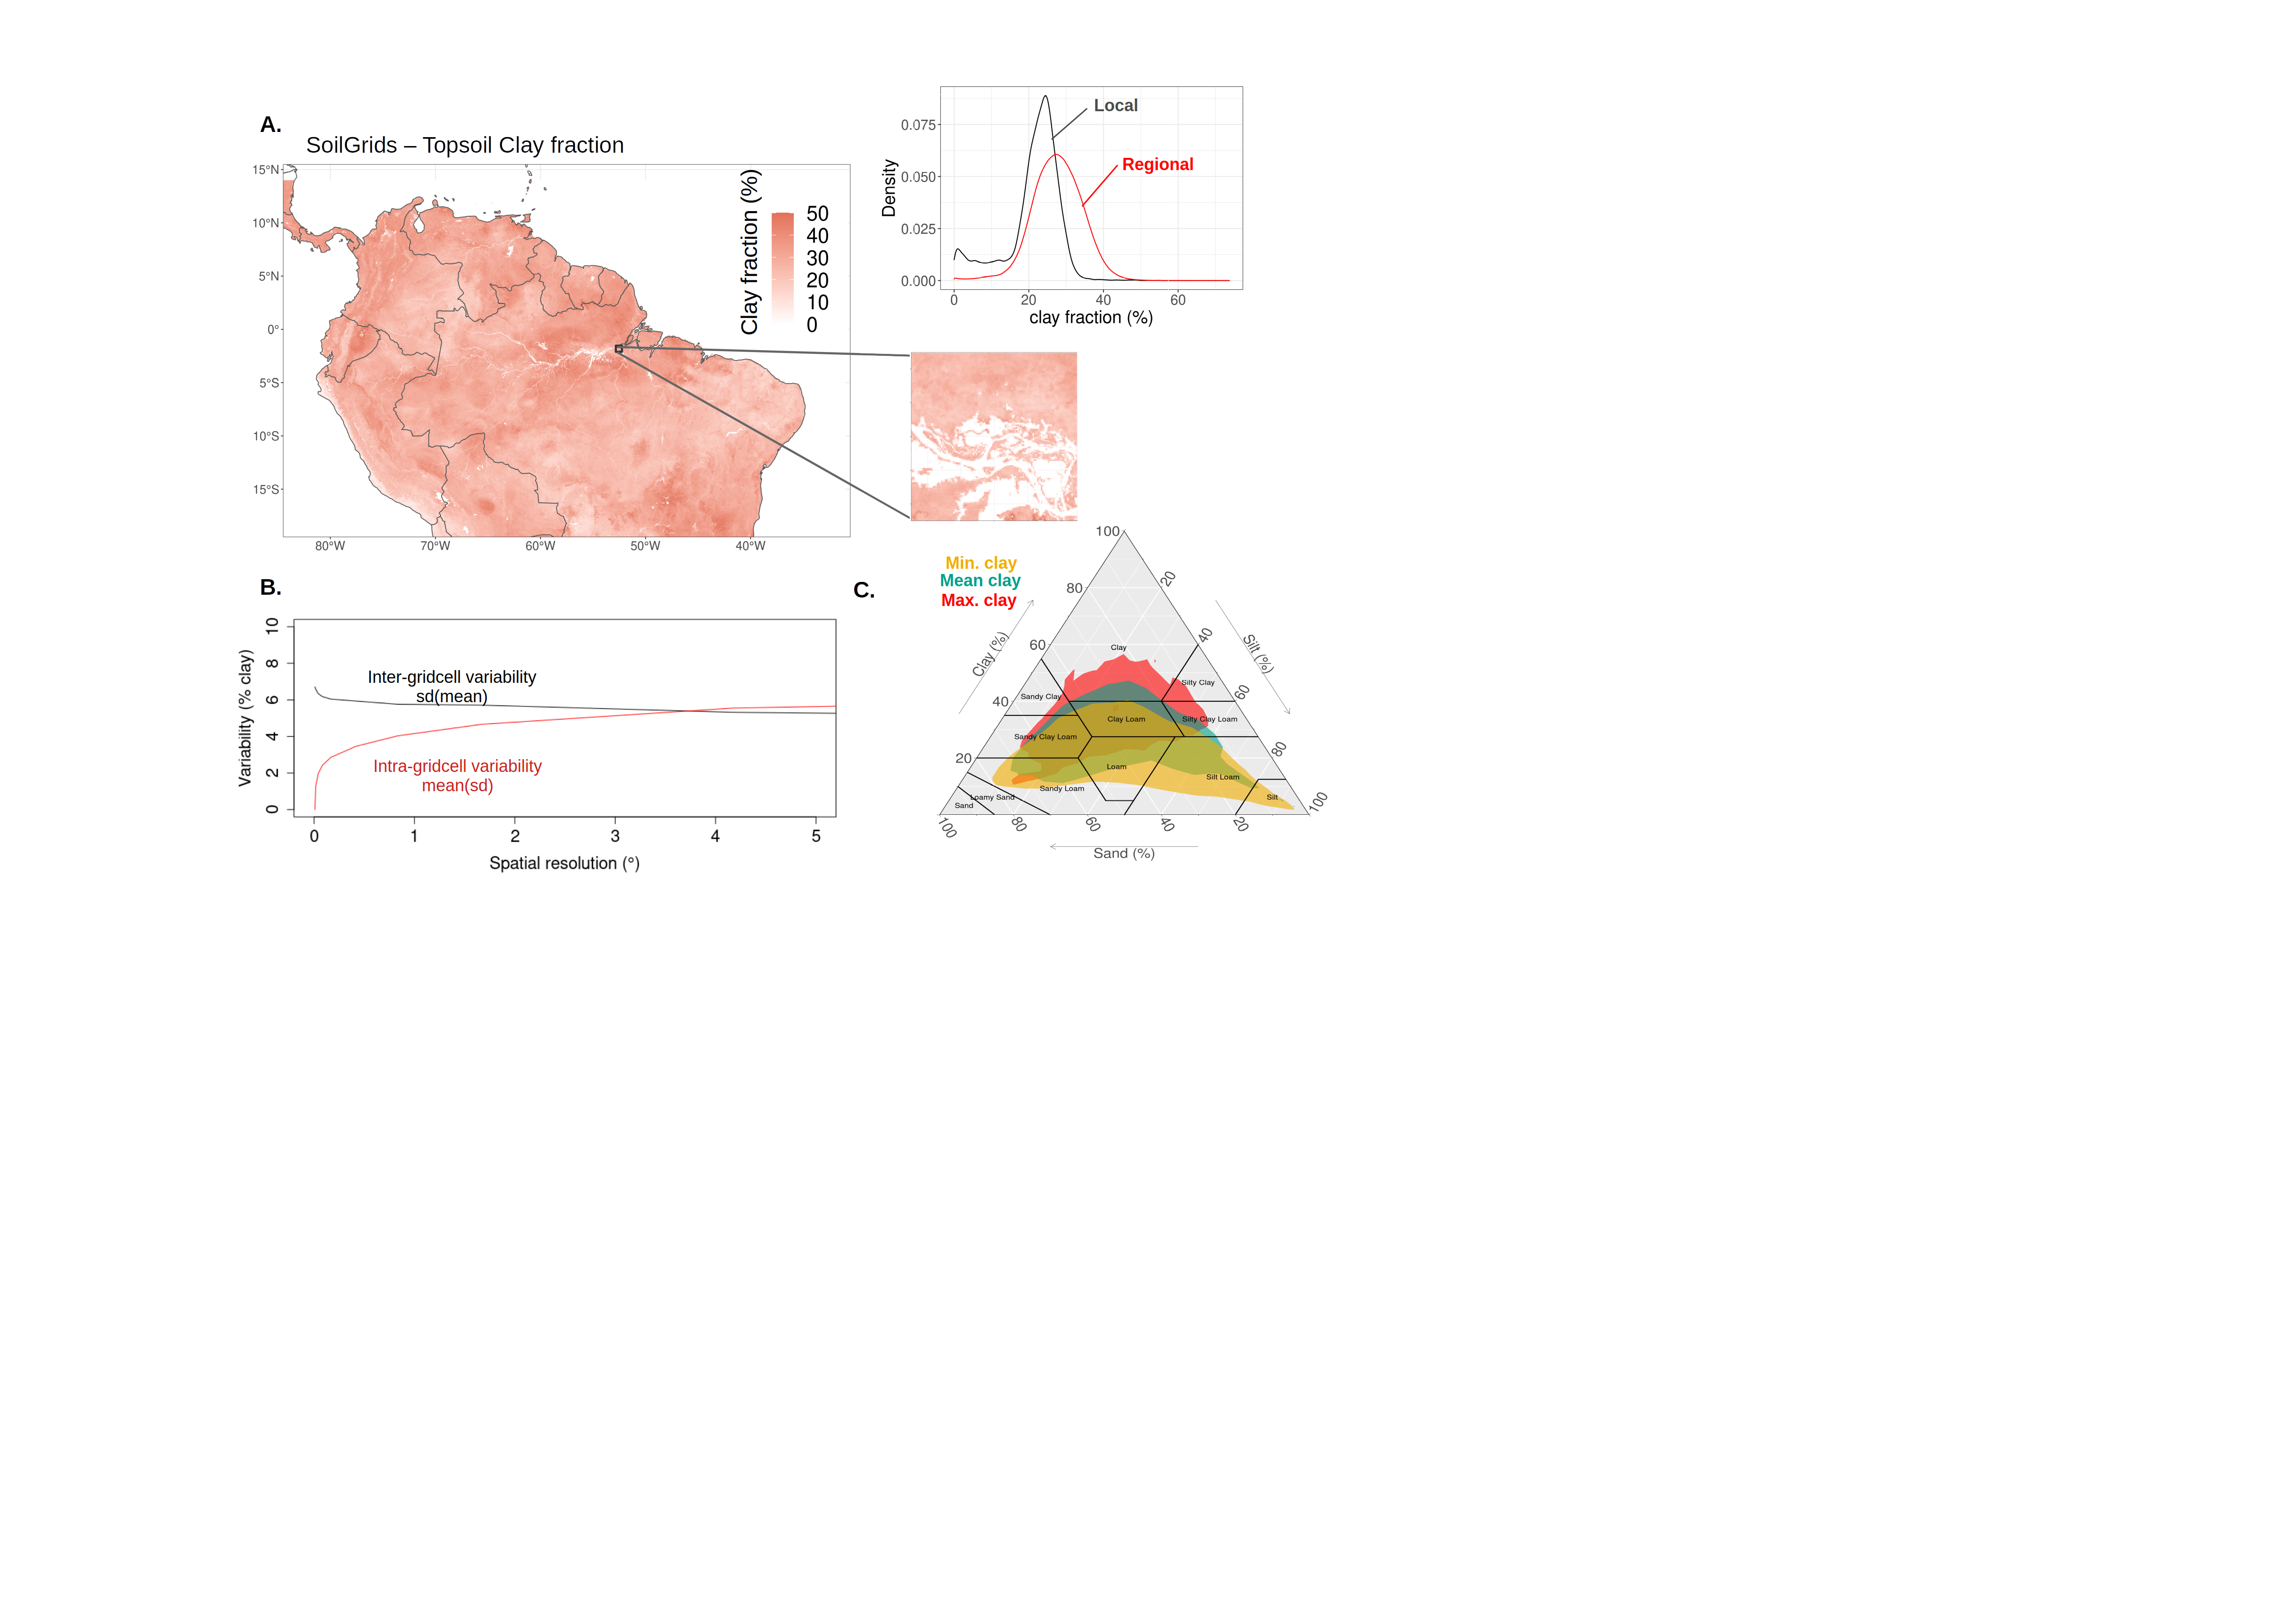 A.
SoilGrids – Topsoil Clay fraction
15°N
10°N
5°N
0°
5°S
10°S
15°S
80°W
70°W
60°W
50°W
40°W
Clay fraction (%)
50
40
30
20
10
0
Density
0.075
0.050
0.025
0.000
Local
Regional
0
20
40
60
clay fraction (%)
B.
Variability (% clay)
10
8
6
4
2
0
Inter-gridcell variability
sd(mean)
Intra-gridcell variability
mean(sd)
0
1
2
3
4
5
Spatial resolution (°)
C.
Min. clay
Mean clay
Max. clay
Clay (%)
100
80
60
40
20
Silt (%)
20
40
60
80
100
Clay
Silty Clay
Sandy Clay
Clay Loam
Silty Clay Loam
Sandy Clay Loam
Loam
Silt Loam
Sandy Loam
Loamy Sand
Silt
Sand
100
80
60
40
20
Sand (%)